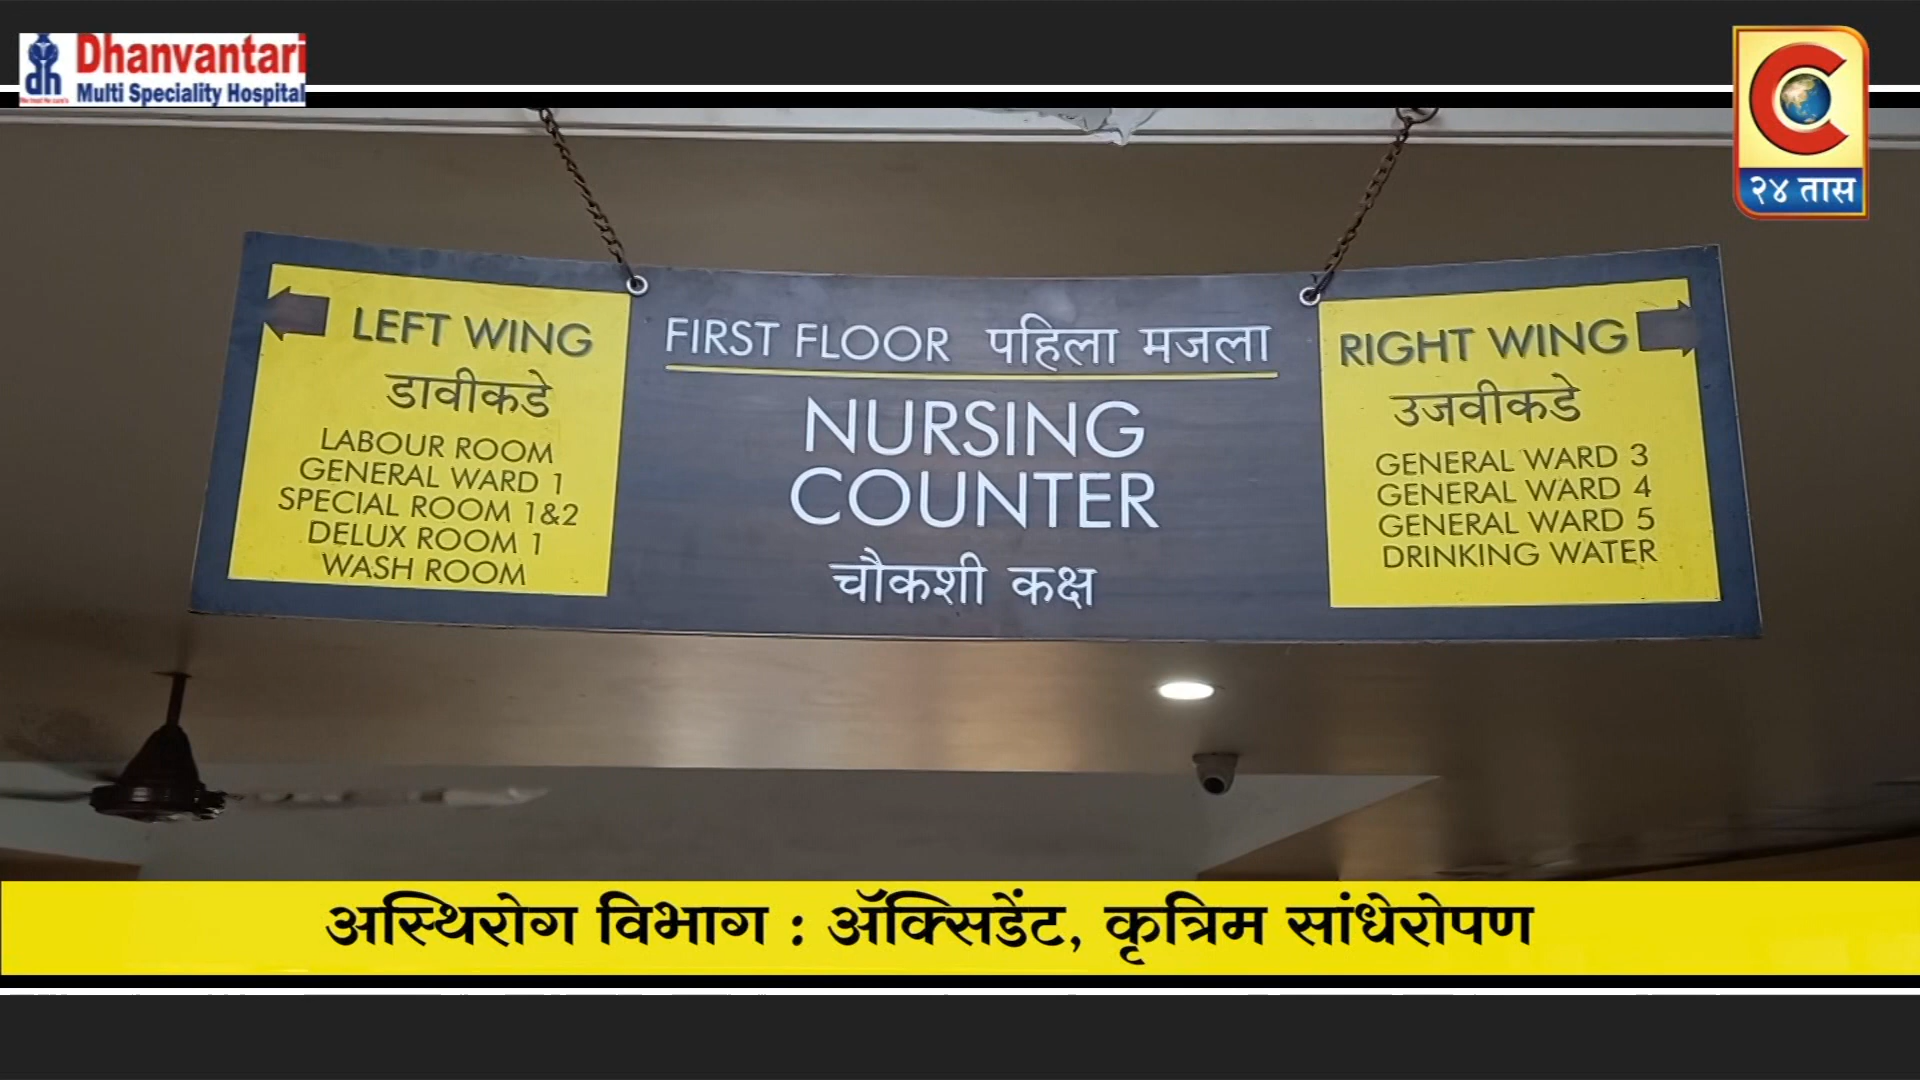 Dhanvantari
Multi Speciality Hospital
२४ तास
LEFT WING
डावीकडे
LABOUR ROOM
GENERAL WARD 1
SPECIAL ROOM 1&2
DELUX ROOM 1
WASH ROOM
FIRST FLOOR पहिला मजला
NURSING
COUNTER
चौकशी कक्ष
RIGHT WING
उजवीकडे
GENERAL WARD 3
GENERAL WARD 4
GENERAL WARD 5
DRINKING WATER
अस्थिरोग विभाग : ॲक्सिडेंट, कृत्रिम सांधेरोपण